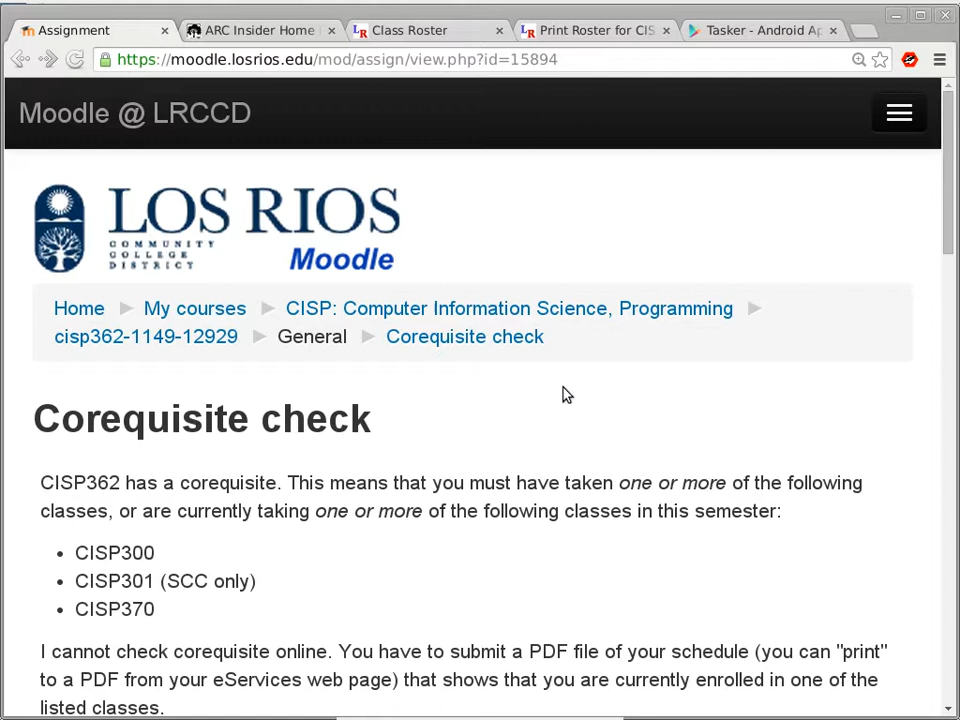 Assignment
ARC Insider Home
Class Roster
Print Roster for CIS
Tasker - Android Ap
https://moodle.losrios.edu/mod/assign/view.php?id=15894
Moodle @ LRCCD
LOS RIOS
COMMUNITY
COLLEGE
DISTRICT
Moodle
Home ► My courses ► CISP: Computer Information Science, Programming ►
cisp362-1149-12929 ► General ► Corequisite check
Corequisite check
CISP362 has a corequisite. This means that you must have taken one or more of the following
classes, or are currently taking one or more of the following classes in this semester:
• CISP300
• CISP301 (SCC only)
• CISP370
I cannot check corequisite online. You have to submit a PDF file of your schedule (you can "print"
to a PDF from your eServices web page) that shows that you are currently enrolled in one of the
listed classes.